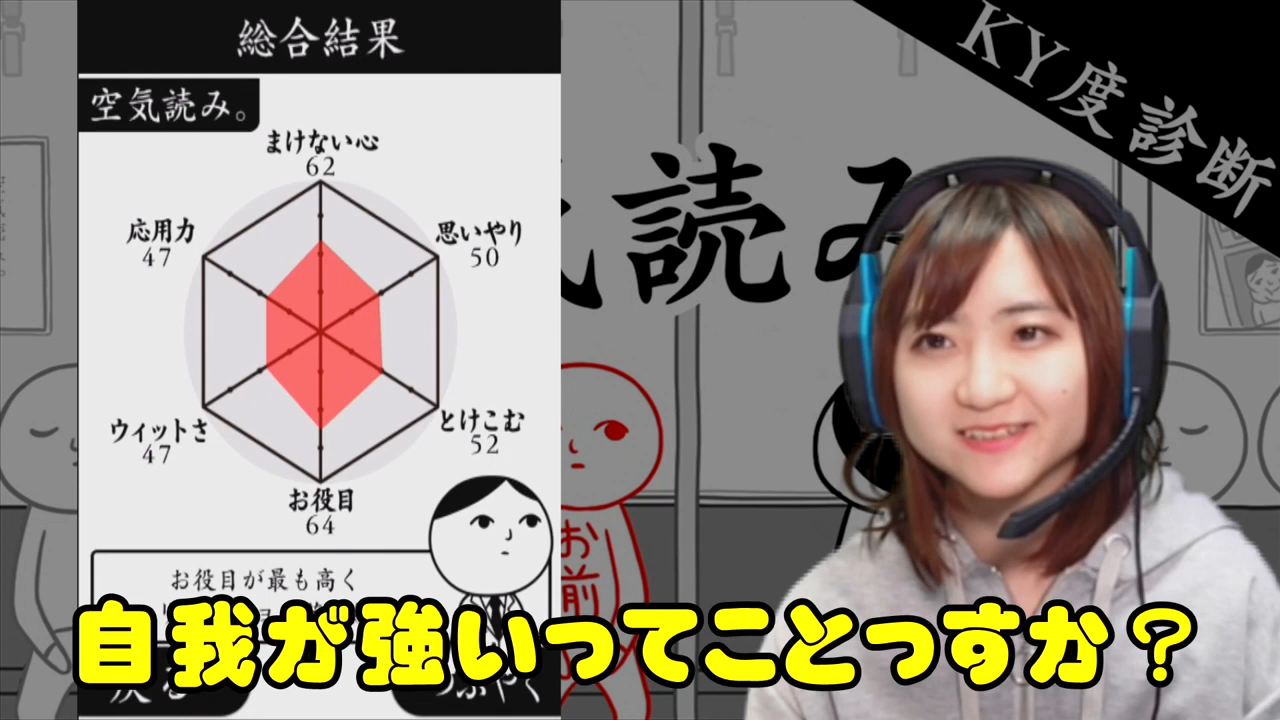 総合結果
KY度診断
空気読み。
まけない心
62
応用力
47
思いやり
50
読み
ウィットさ
47
とけこむ
52
お役目
64
お前
お役目が最も高く
自我が強いってことっすか？